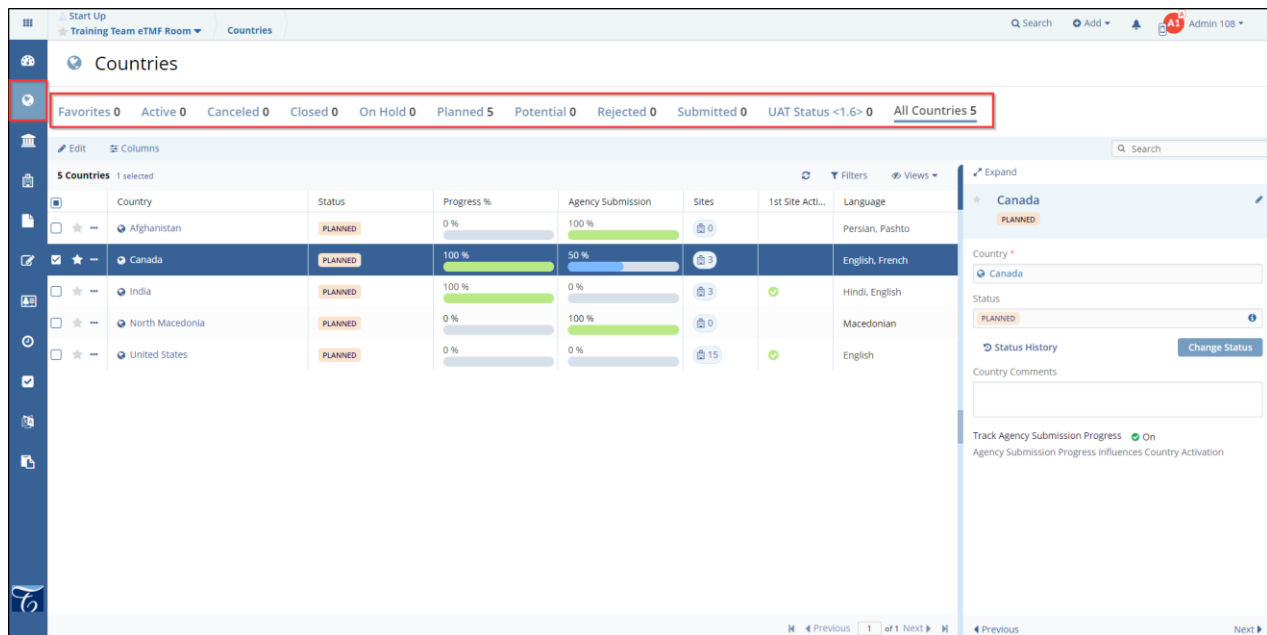 Start Up
Training Team eTMF Room Countries
Search Add A1 A Admin 108
Countries
Favorites 0 Active 0 Canceled 0 Closed 0 On Hold 0 Planned 5 Potential 0 Rejected 0 Submitted 0 UAT Status <1.6> 0 All Countries 5
Edit Columns Search
5 Countries 1 selected Filters Views
Country Status Progress % Agency Submission Sites 1st Site Acti... Language
Afghanistan PLANNED 0 % 100 % 0 Persian, Pashto
Canada PLANNED 100 % 50 % 3 English, French
India PLANNED 100 % 0 % 3 Hindi, English
North Macedonia PLANNED 0 % 100 % 0 Macedonian
United States PLANNED 0 % 0 % 15 English
Previous 1 of 1 Next
Expand
Canada
PLANNED
Country *
Canada
Status
PLANNED
Status History Change Status
Country Comments
Track Agency Submission Progress On
Agency Submission Progress influences Country Activation
Previous Next